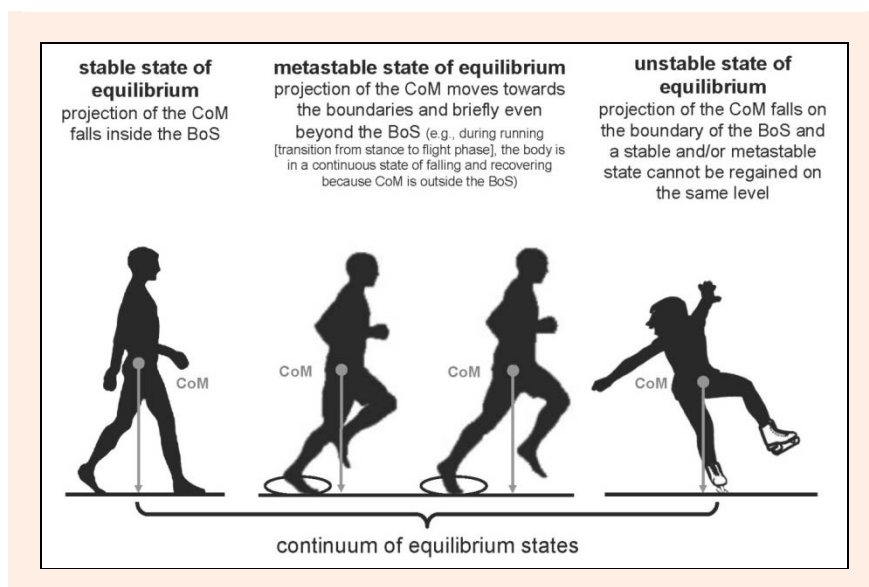 stable state of
equilibrium
projection of the CoM
falls inside the BoS
metastable state of equilibrium
projection of the CoM moves towards
the boundaries and briefly even
beyond the BoS (e.g., during running
[transition from stance to flight phase], the body is
in a continuous state of falling and recovering
because CoM is outside the BoS)
unstable state of
equilibrium
projection of the CoM falls on
the boundary of the BoS and
a stable and/or metastable
state cannot be regained on
the same level
CoM
CoM
CoM
CoM
continuum of equilibrium states